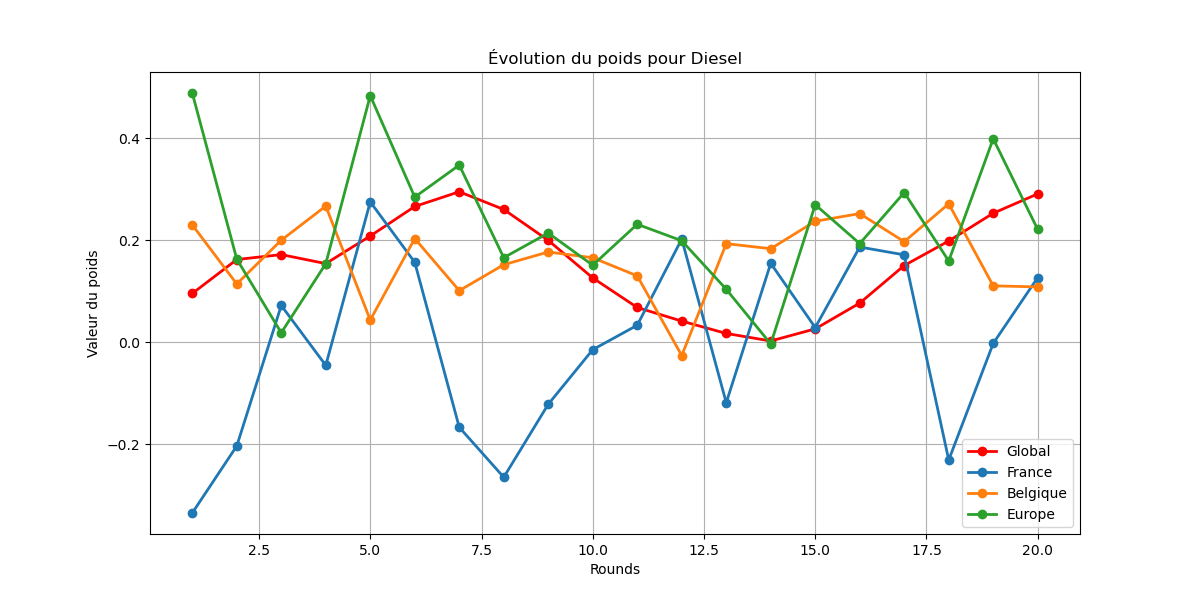 Évolution du poids pour Diesel
Valeur du poids
0.4
0.2
0.0
−0.2
2.5 5.0 7.5 10.0 12.5 15.0 17.5 20.0
Rounds
Global
France
Belgique
Europe